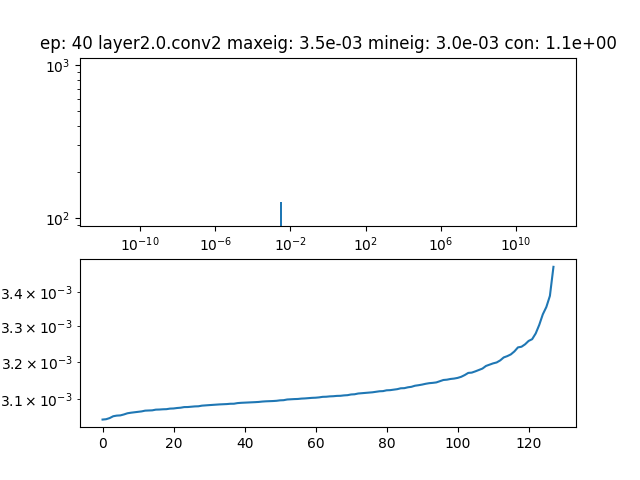 ep: 40 layer2.0.conv2 maxeig: 3.5e-03 mineig: 3.0e-03 con: 1.1e+00
10³
10²
10⁻¹⁰ 10⁻⁶ 10⁻² 10² 10⁶ 10¹⁰
3.4 × 10⁻³
3.3 × 10⁻³
3.2 × 10⁻³
3.1 × 10⁻³
0 20 40 60 80 100 120